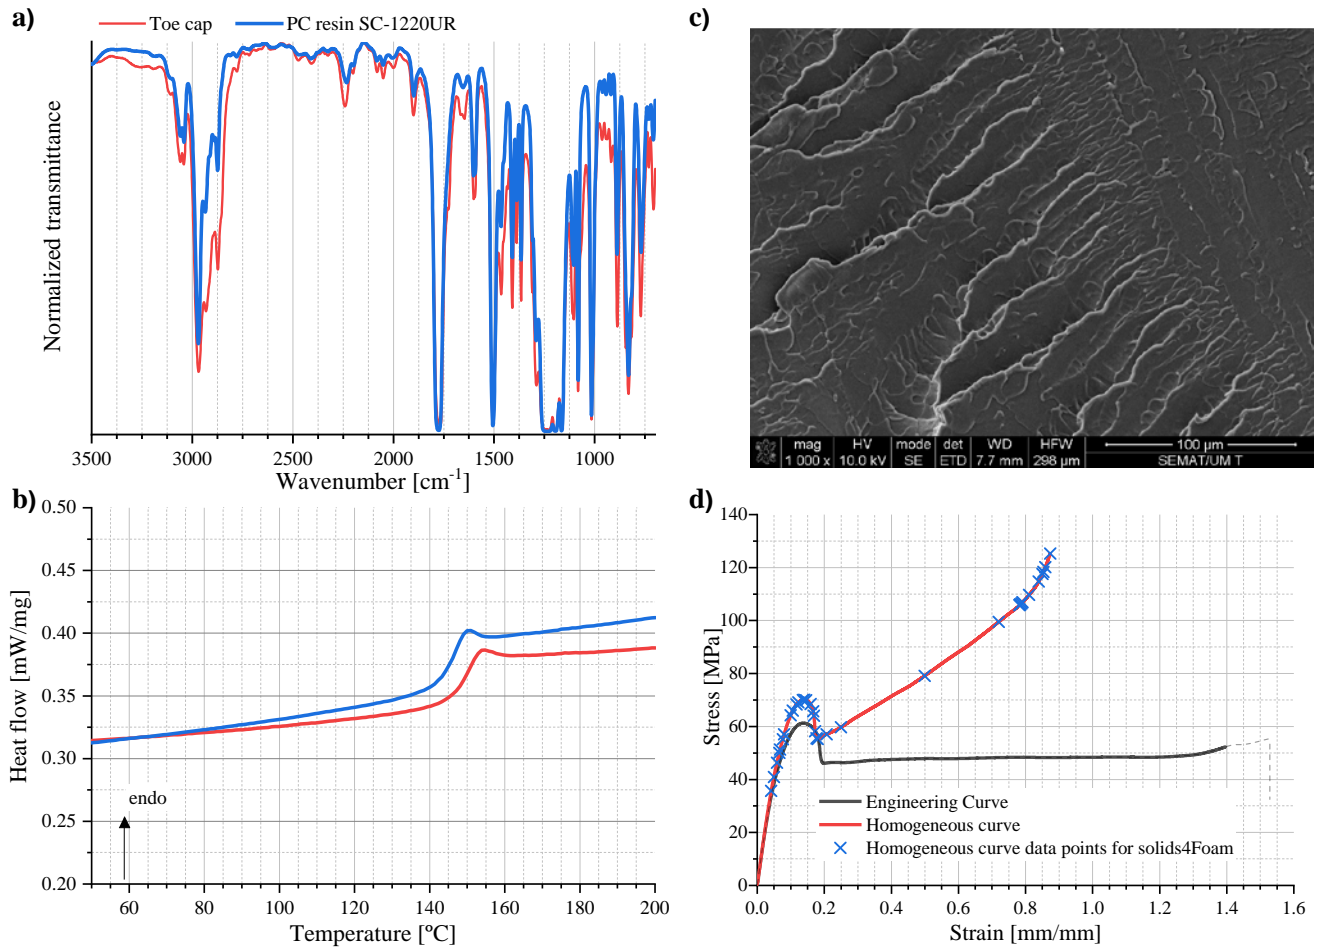 a)
Toe cap
PC resin SC-1220UR
Normalized transmittance
3500 3000 2500 2000 1500 1000
Wavenumber [cm⁻¹]
b)
0.50
0.45
0.40
0.35
0.30
0.25
0.20
Heat flow [mW/mg]
endo
60 80 100 120 140 160 180 200
Temperature [ºC]
c)
mag HV mode det WD HFW 100 µm
1 000 x 10.0 kV SE ETD 7.7 mm 298 µm SEMAT/UM T
d)
140
120
100
80
60
40
20
0
Stress [MPa]
Engineering Curve
Homogeneous curve
Homogeneous curve data points for solids4Foam
0.0 0.2 0.4 0.6 0.8 1.0 1.2 1.4 1.6
Strain [mm/mm]